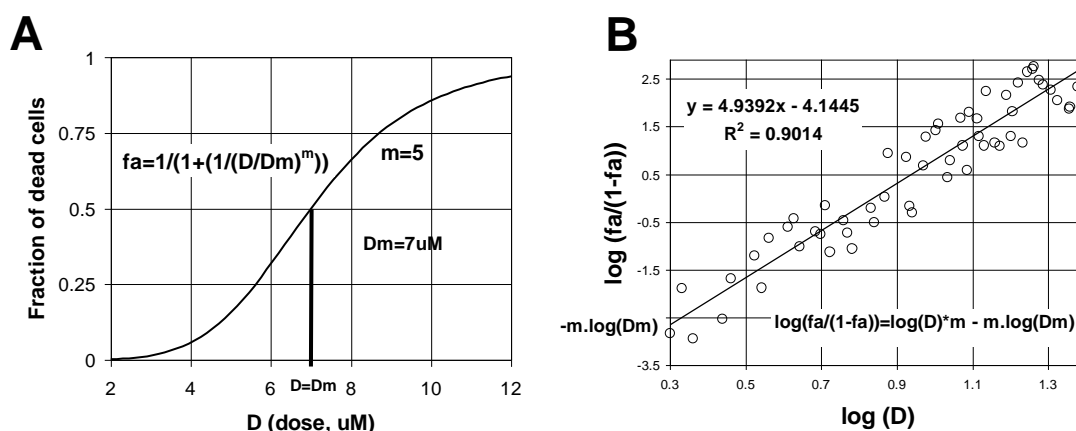 A
1
0.75
0.5
0.25
0
Fraction of dead cells
fa=1/(1+(1/(D/Dm)^m))
m=5
Dm=7uM
2
4
6
D=Dm
8
10
12
D (dose, uM)
B
2.5
1.5
0.5
-0.5
-1.5
-m.log(Dm)
-3.5
log (fa/(1-fa))
y = 4.9392x - 4.1445
R² = 0.9014
log(fa/(1-fa))=log(D)*m - m.log(Dm)
0.3
0.5
0.7
0.9
1.1
1.3
log (D)